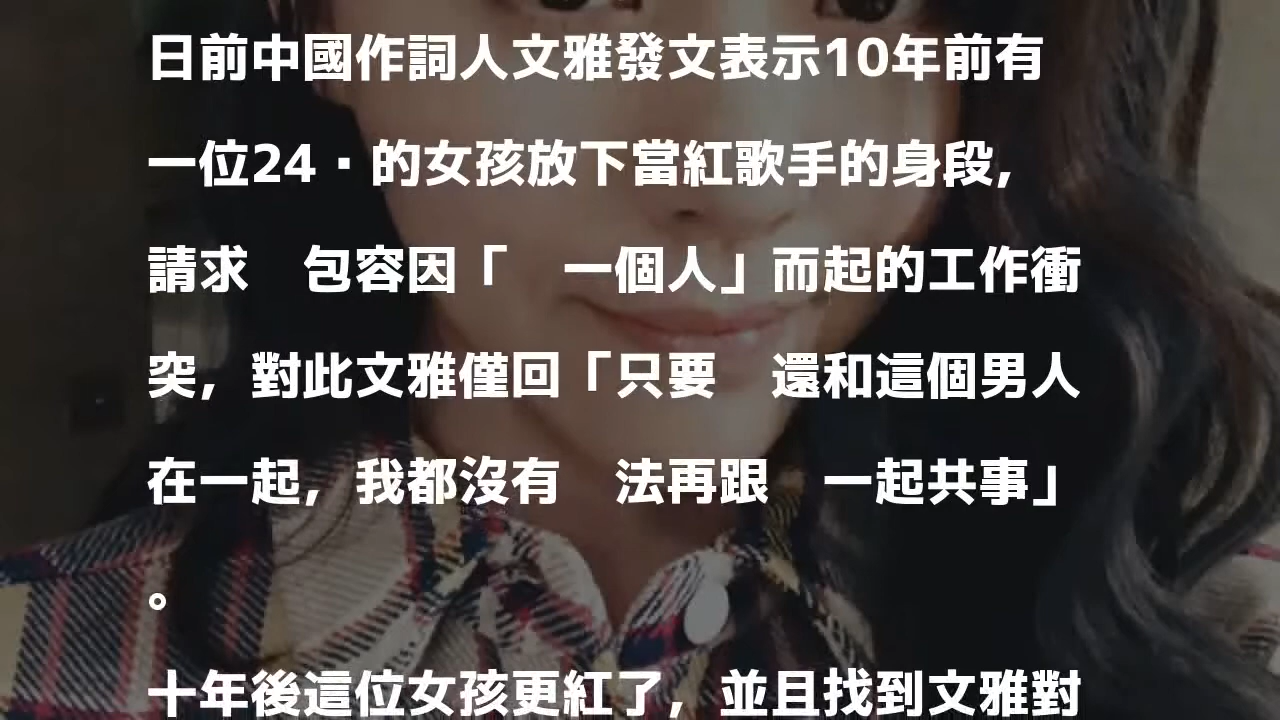 日前中國作詞人文雅發文表示10年前有
一位24·的女孩放下當紅歌手的身段,
請求　包容因「　一個人」而起的工作衝
突，對此文雅僅回「只要　還和這個男人
在一起，我都沒有　法再跟　一起共事」
。
十年後這位女孩更紅了，並且找到文雅對